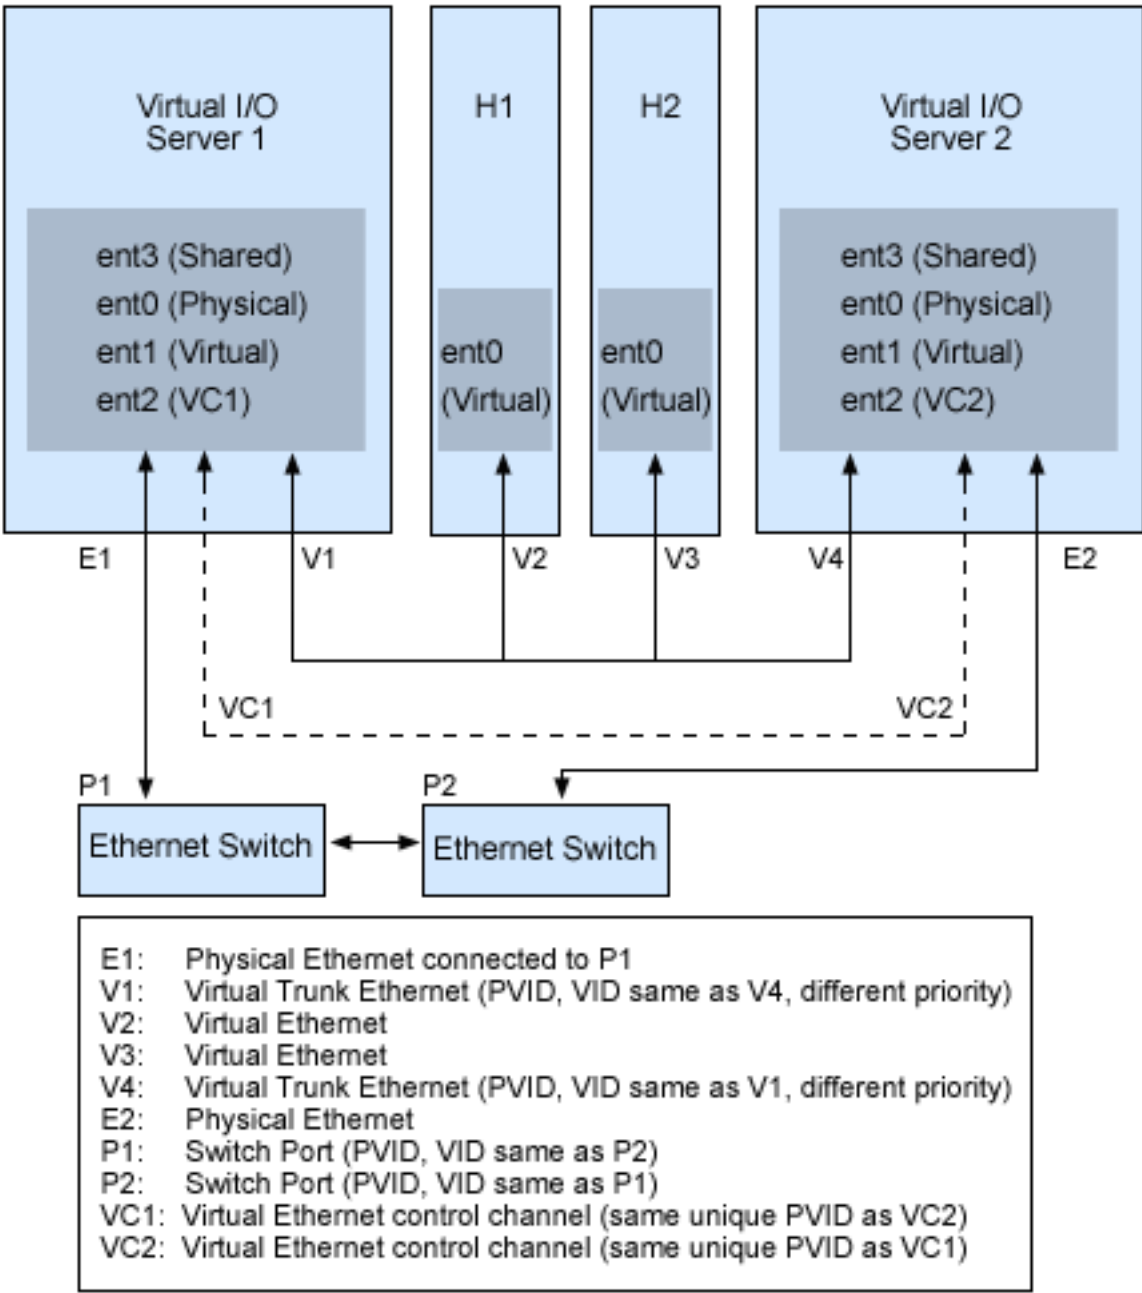 Virtual I/O
Server 1
H1
H2
Virtual I/O
Server 2
ent3 (Shared)
ent0 (Physical)
ent1 (Virtual)
ent2 (VC1)
ent0
(Virtual)
ent0
(Virtual)
ent3 (Shared)
ent0 (Physical)
ent1 (Virtual)
ent2 (VC2)
E1
V1
V2
V3
V4
E2
VC1
VC2
P1
P2
Ethernet Switch
Ethernet Switch
E1: Physical Ethernet connected to P1
V1: Virtual Trunk Ethernet (PVID, VID same as V4, different priority)
V2: Virtual Ethernet
V3: Virtual Ethernet
V4: Virtual Trunk Ethernet (PVID, VID same as V1, different priority)
E2: Physical Ethernet
P1: Switch Port (PVID, VID same as P2)
P2: Switch Port (PVID, VID same as P1)
VC1: Virtual Ethernet control channel (same unique PVID as VC2)
VC2: Virtual Ethernet control channel (same unique PVID as VC1)